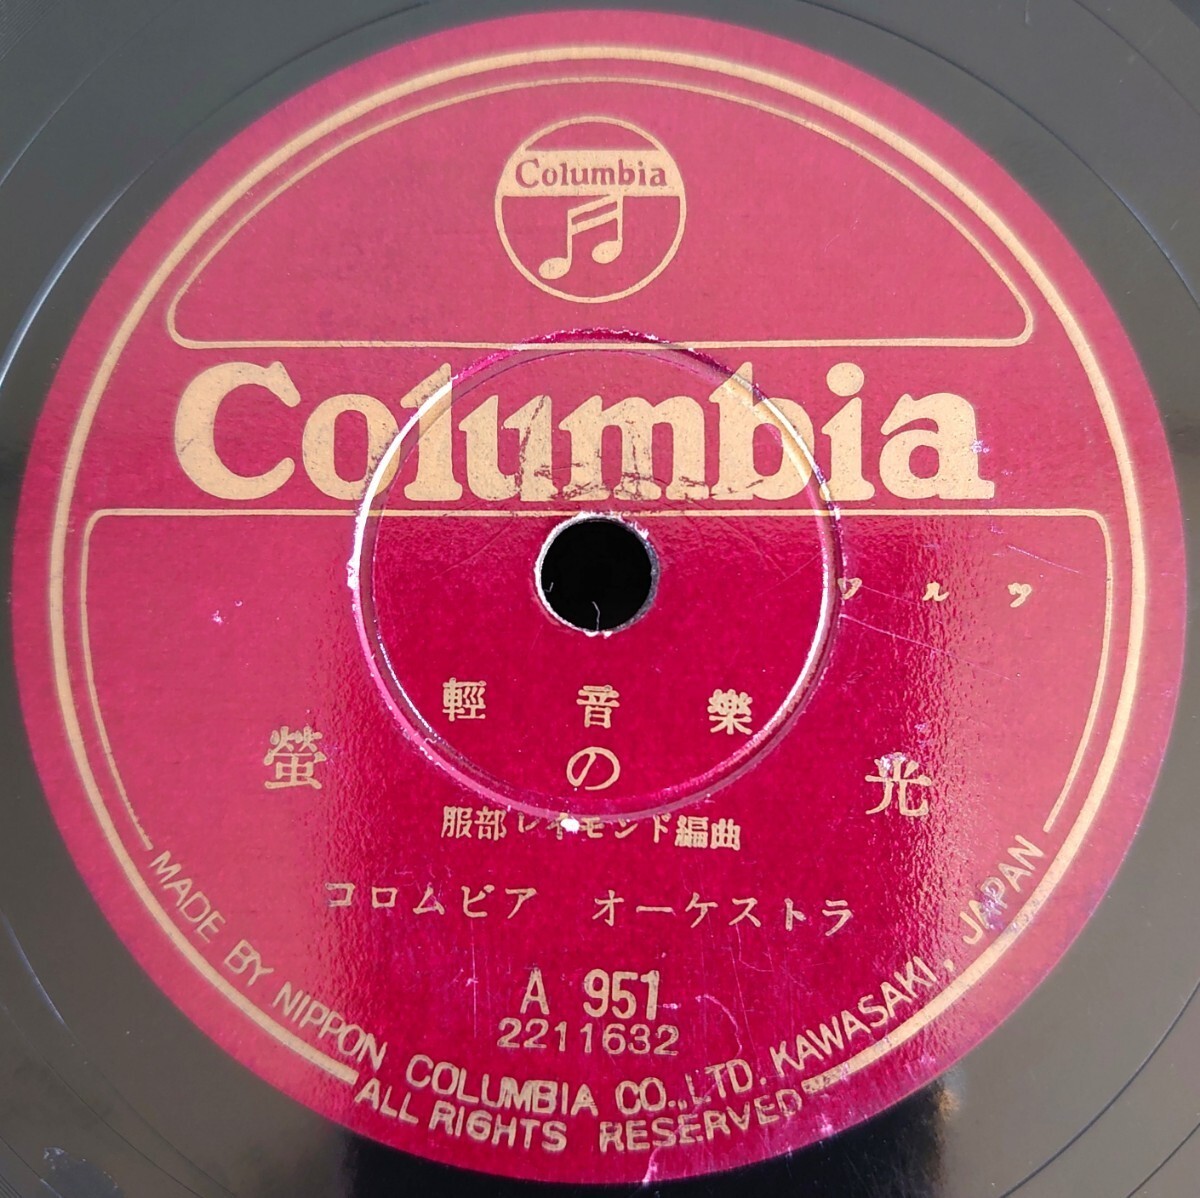 Columbia
Columbia
ワルツ
輕音樂
螢の光
服部レイモンド編曲
コロムビア オーケストラ
A 951
2211632
MADE BY NIPPON COLUMBIA CO., LTD. KAWASAKI, JAPAN
ALL RIGHTS RESERVED